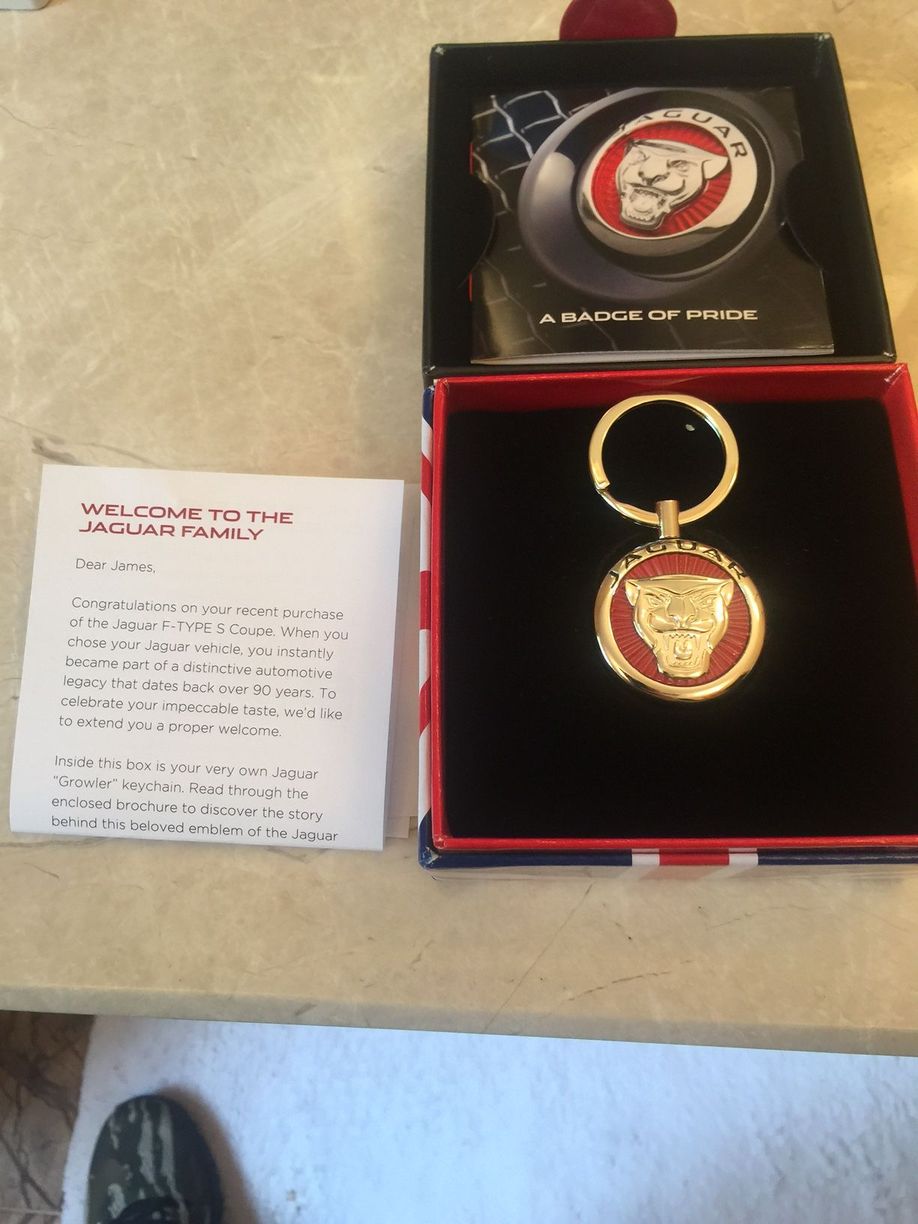 JAGUAR
A BADGE OF PRIDE
JAGUAR
WELCOME TO THE
JAGUAR FAMILY
Dear James,
Congratulations on your recent purchase
of the Jaguar F-TYPE S Coupe. When you
chose your Jaguar vehicle, you instantly
became part of a distinctive automotive
legacy that dates back over 90 years. To
celebrate your impeccable taste, we'd like
to extend you a proper welcome.
Inside this box is your very own Jaguar
"Growler" keychain. Read through the
enclosed brochure to discover the story
behind this beloved emblem of the Jaguar